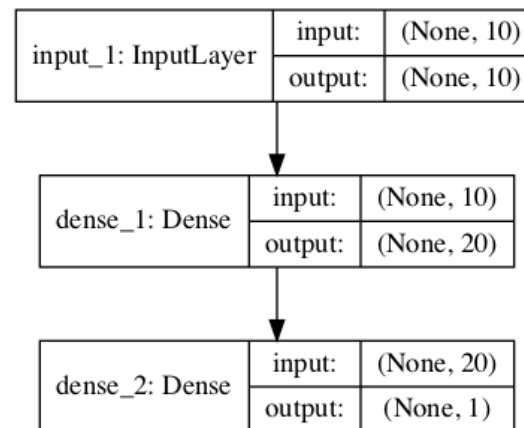 input_1: InputLayer
input: (None, 10)
output: (None, 10)
dense_1: Dense
input: (None, 10)
output: (None, 20)
dense_2: Dense
input: (None, 20)
output: (None, 1)